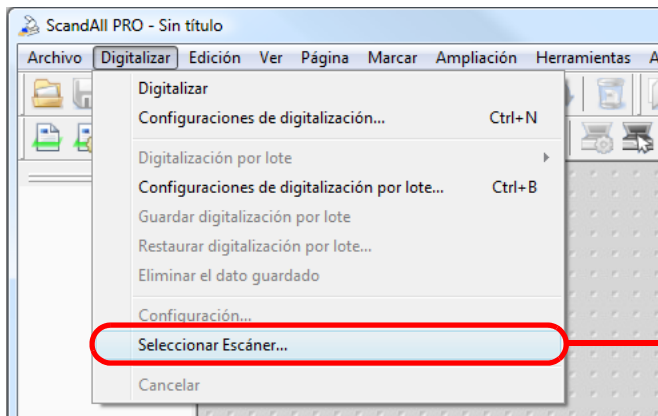 ScandAll PRO - Sin título
Archivo Digitalizar Edición Ver Página Marcar Ampliación Herramientas A
Digitalizar
Configuraciones de digitalización... Ctrl+N
Digitalización por lote
Configuraciones de digitalización por lote... Ctrl+B
Guardar digitalización por lote
Restaurar digitalización por lote...
Eliminar el dato guardado
Configuración...
Seleccionar Escáner...
Cancelar